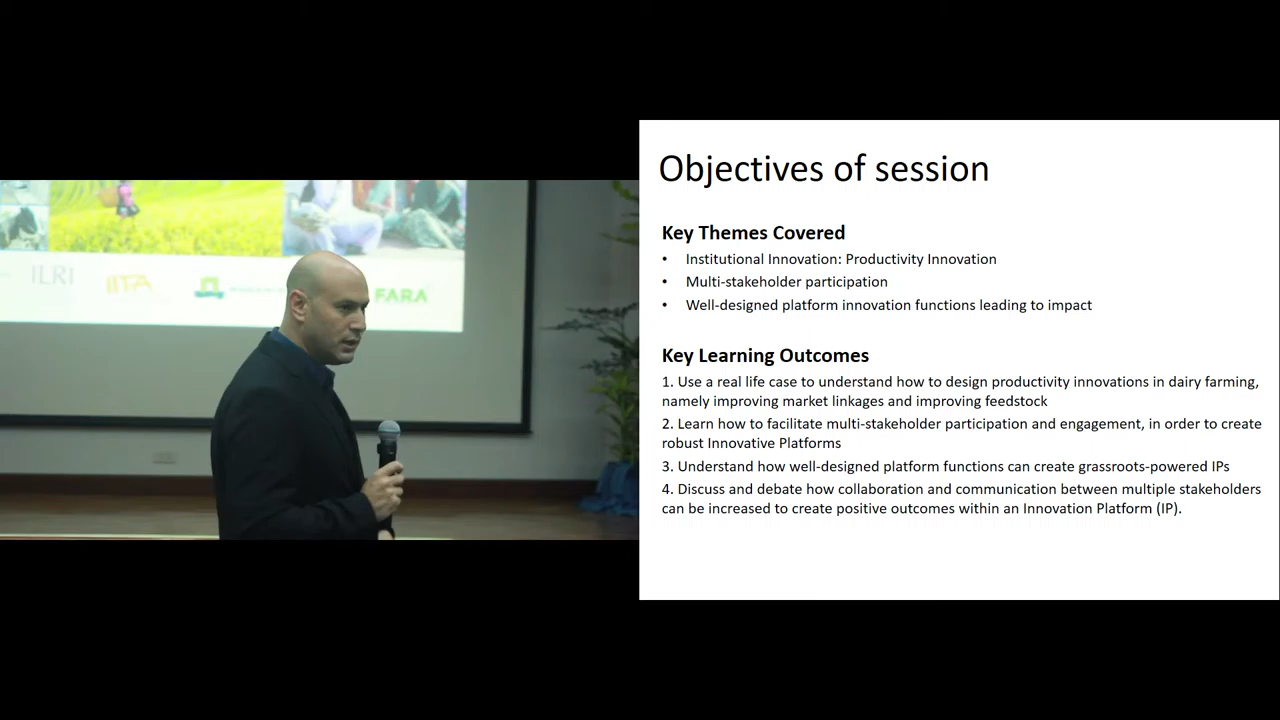 ILRI
IITA
FARA
Objectives of session
Key Themes Covered
• Institutional Innovation: Productivity Innovation
• Multi-stakeholder participation
• Well-designed platform innovation functions leading to impact
Key Learning Outcomes
1. Use a real life case to understand how to design productivity innovations in dairy farming,
namely improving market linkages and improving feedstock
2. Learn how to facilitate multi-stakeholder participation and engagement, in order to create
robust Innovative Platforms
3. Understand how well-designed platform functions can create grassroots-powered IPs
4. Discuss and debate how collaboration and communication between multiple stakeholders
can be increased to create positive outcomes within an Innovation Platform (IP).